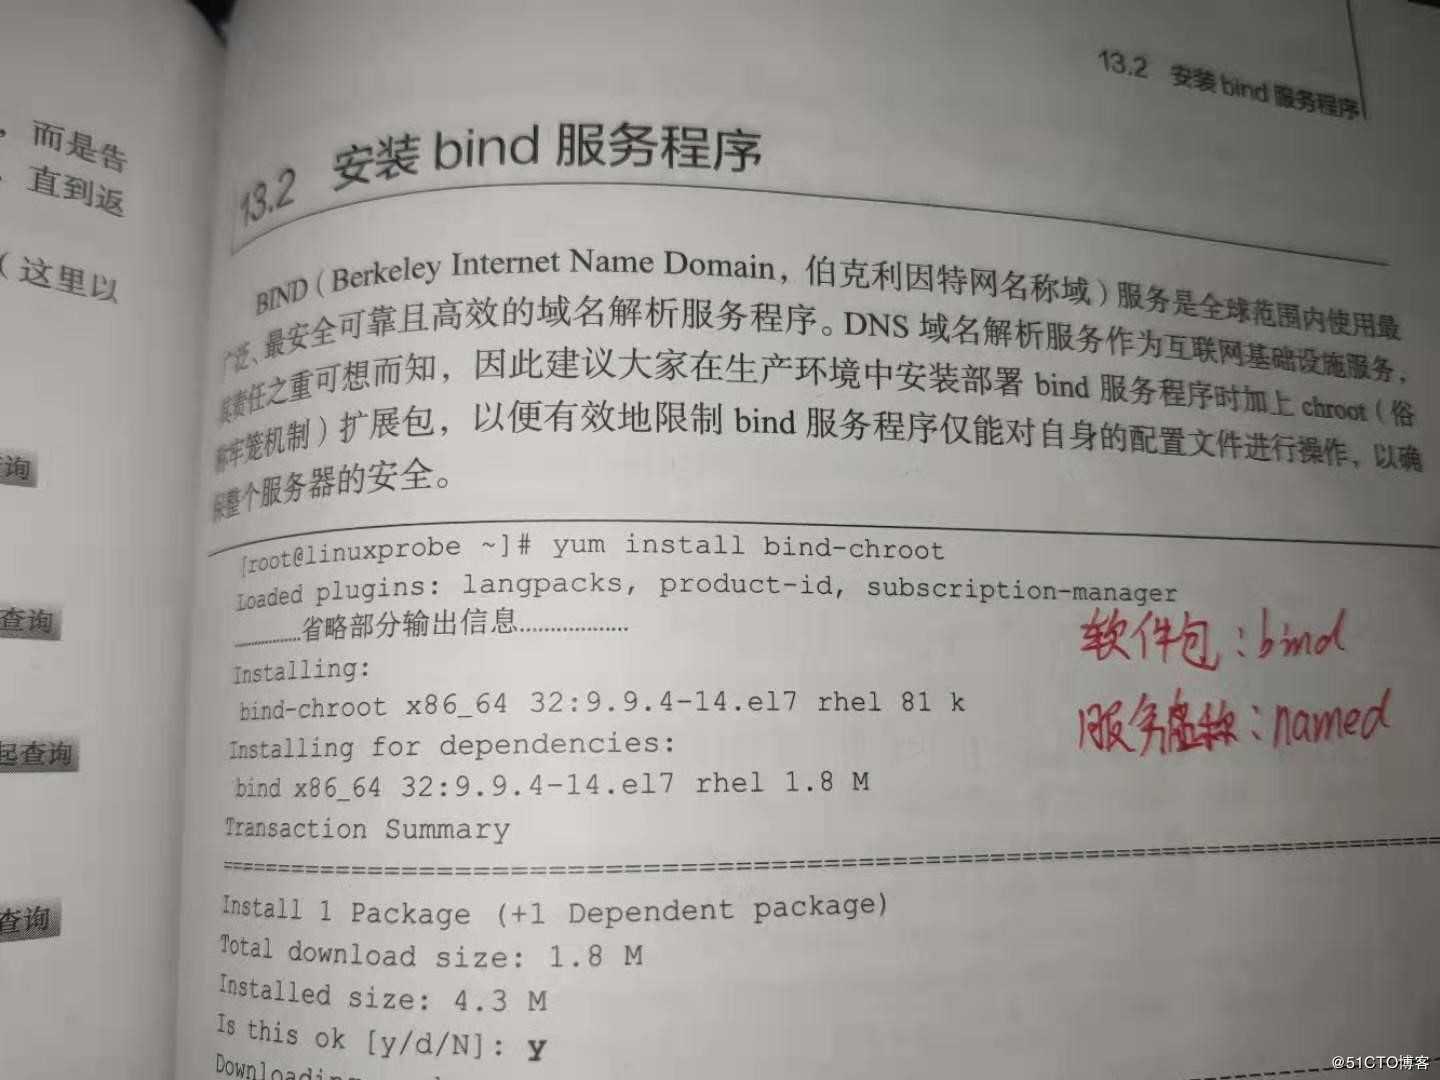 ，而是告
，直到返
（这里以
查询
查询
起查询
查询
13.2 安装 bind 服务程序
13.2 安装 bind 服务程序
BIND（Berkeley Internet Name Domain，伯克利因特网名称域）服务是全球范围内使用最
广泛、最安全可靠且高效的域名解析服务程序。DNS 域名解析服务作为互联网基础设施服务，
其责任之重可想而知，因此建议大家在生产环境中安装部署 bind 服务程序时加上 chroot（俗
称牢笼机制）扩展包，以便有效地限制 bind 服务程序仅能对自身的配置文件进行操作，以确
保整个服务器的安全。
[root@linuxprobe ~]# yum install bind-chroot
Loaded plugins: langpacks, product-id, subscription-manager
………………省略部分输出信息………………
Installing:
bind-chroot x86_64 32:9.9.4-14.el7 rhel 81 k
Installing for dependencies:
bind x86_64 32:9.9.4-14.el7 rhel 1.8 M
Transaction Summary
软件包：bind
服务名称：named
================================================================================
Install 1 Package (+1 Dependent package)
Total download size: 1.8 M
Installed size: 4.3 M
Is this ok [y/d/N]: y
Downloading
@51CTO博客